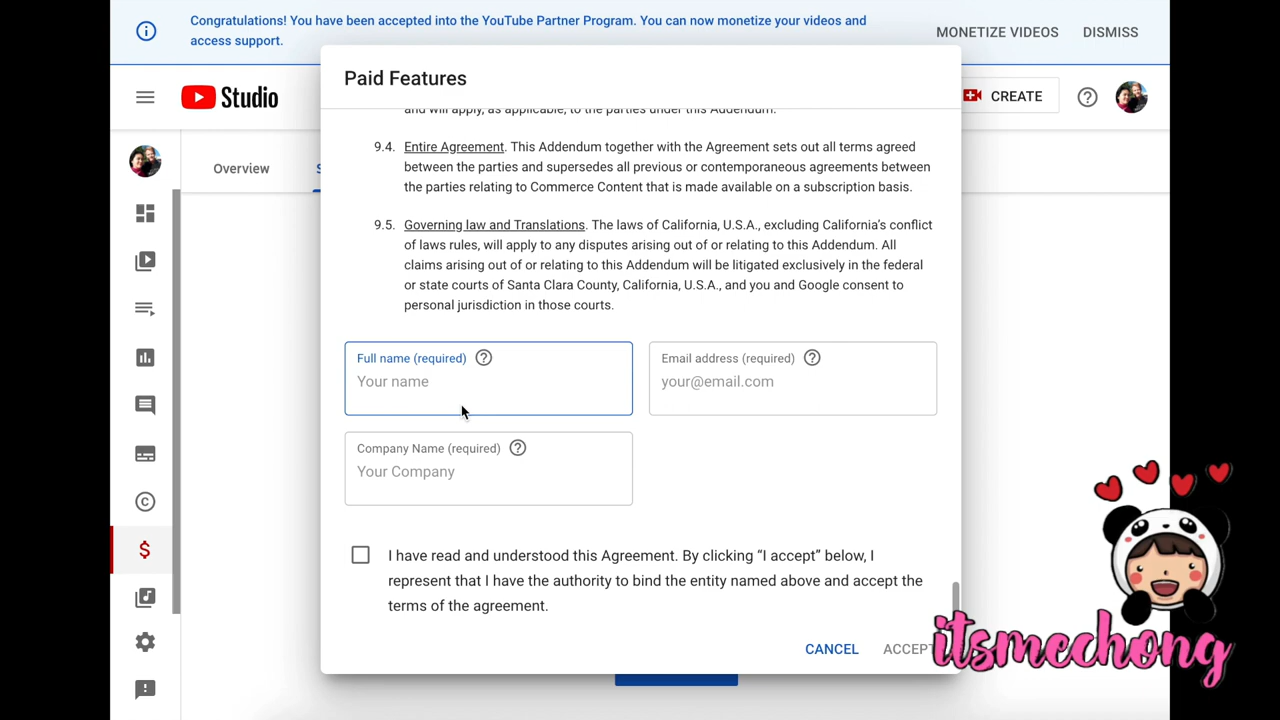 Congratulations! You have been accepted into the YouTube Partner Program. You can now monetize your videos and
access support.
MONETIZE VIDEOS
DISMISS
Studio
CREATE
Overview
Paid Features
and will apply, as applicable, to the parties under this Addendum.
9.4. Entire Agreement. This Addendum together with the Agreement sets out all terms agreed
between the parties and supersedes all previous or contemporaneous agreements between
the parties relating to Commerce Content that is made available on a subscription basis.
9.5. Governing law and Translations. The laws of California, U.S.A., excluding California’s conflict
of laws rules, will apply to any disputes arising out of or relating to this Addendum. All
claims arising out of or relating to this Addendum will be litigated exclusively in the federal
or state courts of Santa Clara County, California, U.S.A., and you and Google consent to
personal jurisdiction in those courts.
Full name (required)
Your name
Email address (required)
your@email.com
Company Name (required)
Your Company
I have read and understood this Agreement. By clicking “I accept” below, I
represent that I have the authority to bind the entity named above and accept the
terms of the agreement.
CANCEL
ACCEPT
itsmechong